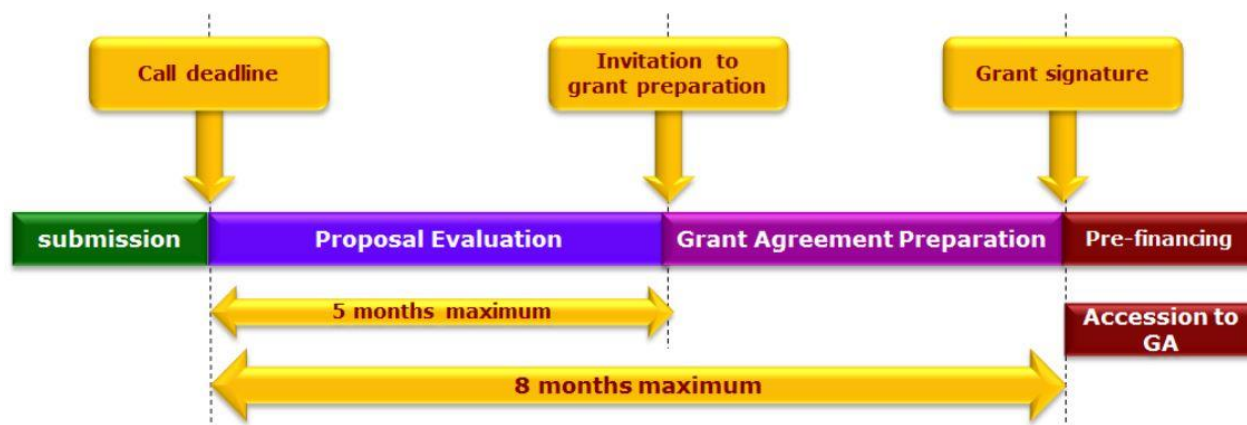 Call deadline
Invitation to
grant preparation
Grant signature
submission
Proposal Evaluation
Grant Agreement Preparation
Pre-financing
5 months maximum
Accession to
GA
8 months maximum